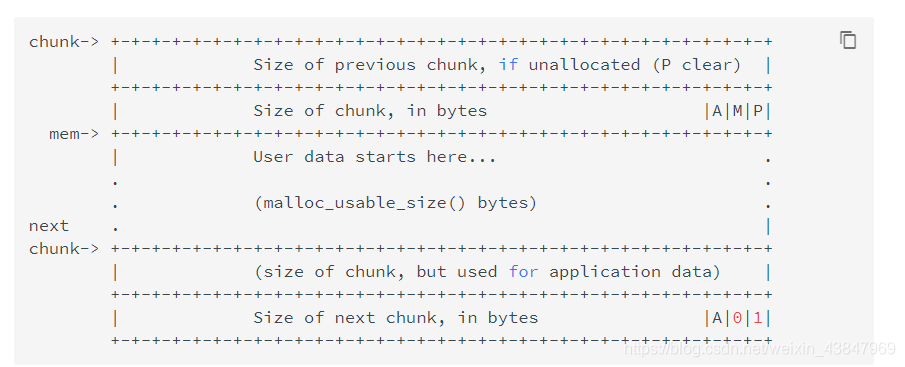 chunk-> +-+-+-+-+-+-+-+-+-+-+-+-+-+-+-+-+-+-+-+-+-+-+-+-+-+-+-+-+-+-+-+-+
        |             Size of previous chunk, if unallocated (P clear)  |
        +-+-+-+-+-+-+-+-+-+-+-+-+-+-+-+-+-+-+-+-+-+-+-+-+-+-+-+-+-+-+-+-+
        |             Size of chunk, in bytes                     |A|M|P|
  mem-> +-+-+-+-+-+-+-+-+-+-+-+-+-+-+-+-+-+-+-+-+-+-+-+-+-+-+-+-+-+-+-+-+
        |             User data starts here...                          .
        .                                                               .
        .             (malloc_usable_size() bytes)                      .
next    .                                                               |
chunk-> +-+-+-+-+-+-+-+-+-+-+-+-+-+-+-+-+-+-+-+-+-+-+-+-+-+-+-+-+-+-+-+-+
        |             (size of chunk, but used for application data)    |
        +-+-+-+-+-+-+-+-+-+-+-+-+-+-+-+-+-+-+-+-+-+-+-+-+-+-+-+-+-+-+-+-+
        |             Size of next chunk, in bytes                |A|0|1|
        +-+-+-+-+-+-+-+-+-+-+-+-+-+-+-+-+-+-+-+-+-+-+-+-+-+-+-+-+-+-+-+-+
https://blog.csdn.net/weixin_43847969